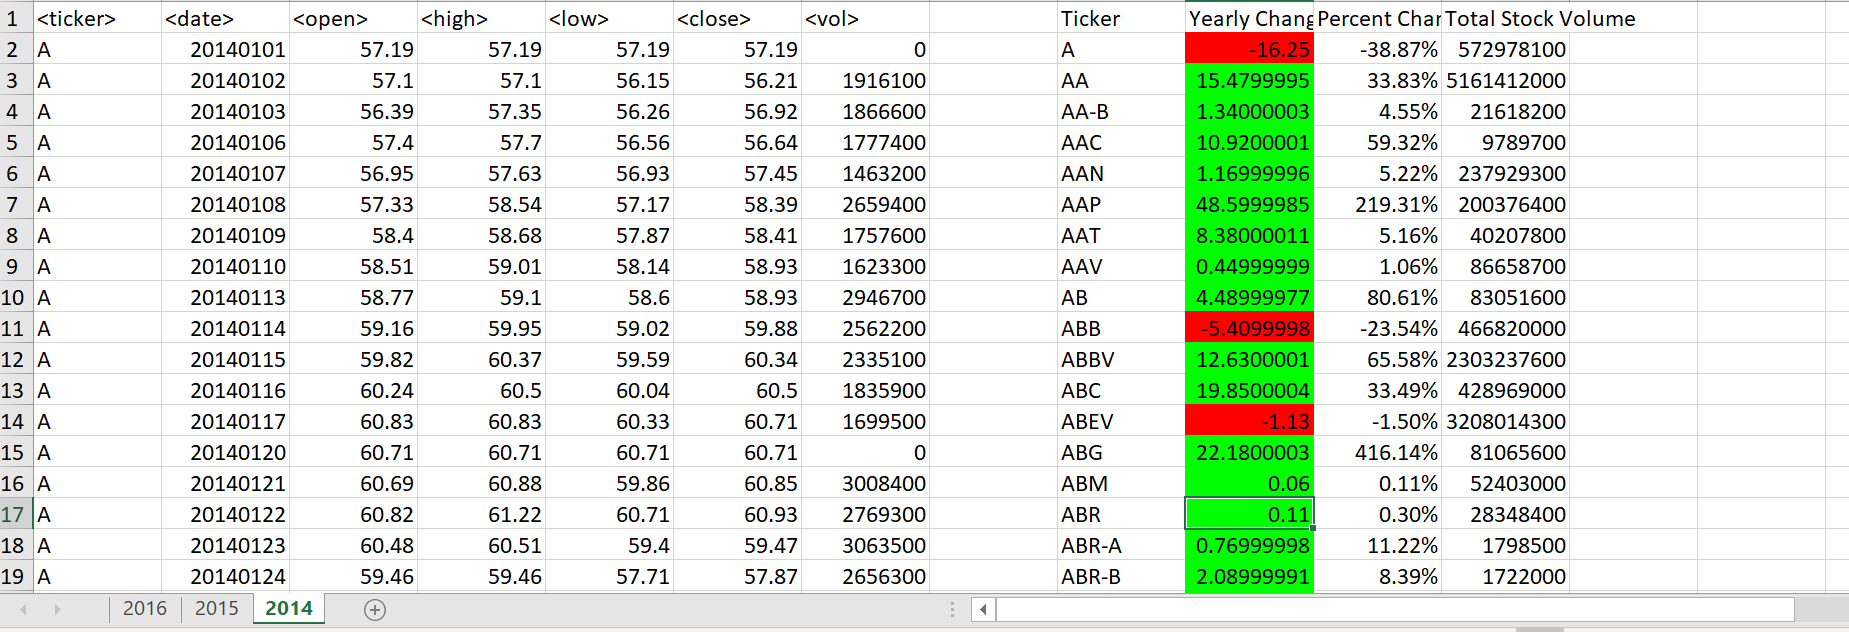 1 <ticker> <date> <open> <high> <low> <close> <vol> Ticker Yearly Chang Percent Char Total Stock Volume
2 A 20140101 57.19 57.19 57.19 57.19 0 A -16.25 -38.87% 572978100
3 A 20140102 57.1 57.1 56.15 56.21 1916100 AA 15.4799995 33.83% 5161412000
4 A 20140103 56.39 57.35 56.26 56.92 1866600 AA-B 1.34000003 4.55% 21618200
5 A 20140106 57.4 57.7 56.56 56.64 1777400 AAC 10.9200001 59.32% 9789700
6 A 20140107 56.95 57.63 56.93 57.45 1463200 AAN 1.16999996 5.22% 237929300
7 A 20140108 57.33 58.54 57.17 58.39 2659400 AAP 48.5999985 219.31% 200376400
8 A 20140109 58.4 58.68 57.87 58.41 1757600 AAT 8.38000011 5.16% 40207800
9 A 20140110 58.51 59.01 58.14 58.93 1623300 AAV 0.44999999 1.06% 86658700
10 A 20140113 58.77 59.1 58.6 58.93 2946700 AB 4.48999977 80.61% 83051600
11 A 20140114 59.16 59.95 59.02 59.88 2562200 ABB -5.4099998 -23.54% 466820000
12 A 20140115 59.82 60.37 59.59 60.34 2335100 ABBV 12.6300001 65.58% 2303237600
13 A 20140116 60.24 60.5 60.04 60.5 1835900 ABC 19.8500004 33.49% 428969000
14 A 20140117 60.83 60.83 60.33 60.71 1699500 ABEV -1.13 -1.50% 3208014300
15 A 20140120 60.71 60.71 60.71 60.71 0 ABG 22.1800003 416.14% 81065600
16 A 20140121 60.69 60.88 59.86 60.85 3008400 ABM 0.06 0.11% 52403000
17 A 20140122 60.82 61.22 60.71 60.93 2769300 ABR 0.11 0.30% 28348400
18 A 20140123 60.48 60.51 59.4 59.47 3063500 ABR-A 0.76999998 11.22% 1798500
19 A 20140124 59.46 59.46 57.71 57.87 2656300 ABR-B 2.08999991 8.39% 1722000
2016 2015 2014